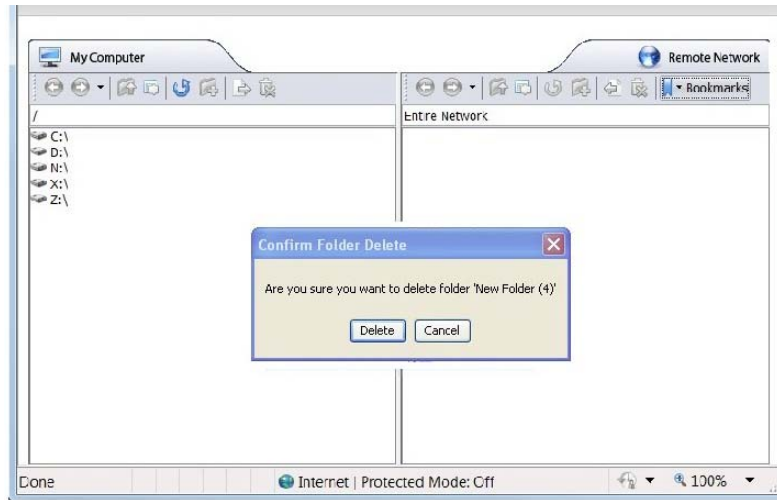 My Computer
Remote Network
Bookmarks
/
Entire Network
C:\
D:\
N:\
X:\
Z:\
Confirm Folder Delete
Are you sure you want to delete folder 'New Folder (4)'
Delete
Cancel
Done
Internet | Protected Mode: Off
100%